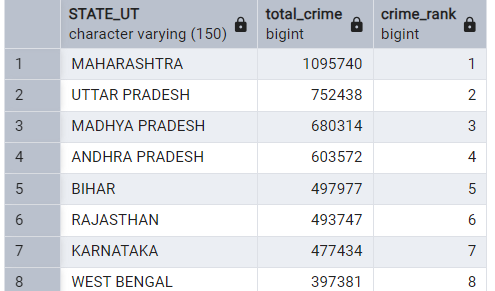 STATE_UT total_crime crime_rank
character varying (150) bigint bigint
1 MAHARASHTRA 1095740 1
2 UTTAR PRADESH 752438 2
3 MADHYA PRADESH 680314 3
4 ANDHRA PRADESH 603572 4
5 BIHAR 497977 5
6 RAJASTHAN 493747 6
7 KARNATAKA 477434 7
8 WEST BENGAL 397381 8